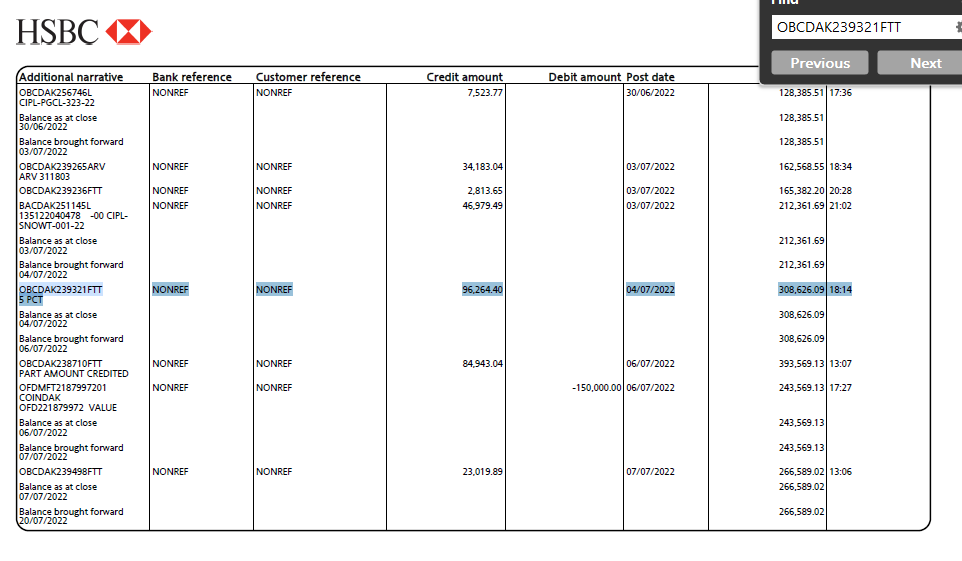 HSBC
Find
OBCDAK239321FTT
Previous Next
Additional narrative Bank reference Customer reference Credit amount Debit amount Post date
OBCDAK256746L NONREF NONREF 7,523.77 30/06/2022 128,385.51 17:36
CIPL-PGCL-323-22
Balance as at close 128,385.51
30/06/2022
Balance brought forward 128,385.51
03/07/2022
OBCDAK239265ARV NONREF NONREF 34,183.04 03/07/2022 162,568.55 18:34
ARV 311803
OBCDAK239236FTT NONREF NONREF 2,813.65 03/07/2022 165,382.20 20:28
BACDAK251145L NONREF NONREF 46,979.49 03/07/2022 212,361.69 21:02
135122040478 -00 CIPL-
SNOWT-001-22
Balance as at close 212,361.69
03/07/2022
Balance brought forward 212,361.69
04/07/2022
OBCDAK239321FTT NONREF NONREF 96,264.40 04/07/2022 308,626.09 18:14
5 PCT
Balance as at close 308,626.09
04/07/2022
Balance brought forward 308,626.09
06/07/2022
OBCDAK238710FTT NONREF NONREF 84,943.04 06/07/2022 393,569.13 13:07
PART AMOUNT CREDITED
OFDMFT2187997201 NONREF NONREF -150,000.00 06/07/2022 243,569.13 17:27
COINDAK
OFD221879972 VALUE
Balance as at close 243,569.13
06/07/2022
Balance brought forward 243,569.13
07/07/2022
OBCDAK239498FTT NONREF NONREF 23,019.89 07/07/2022 266,589.02 13:06
Balance as at close 266,589.02
07/07/2022
Balance brought forward 266,589.02
20/07/2022